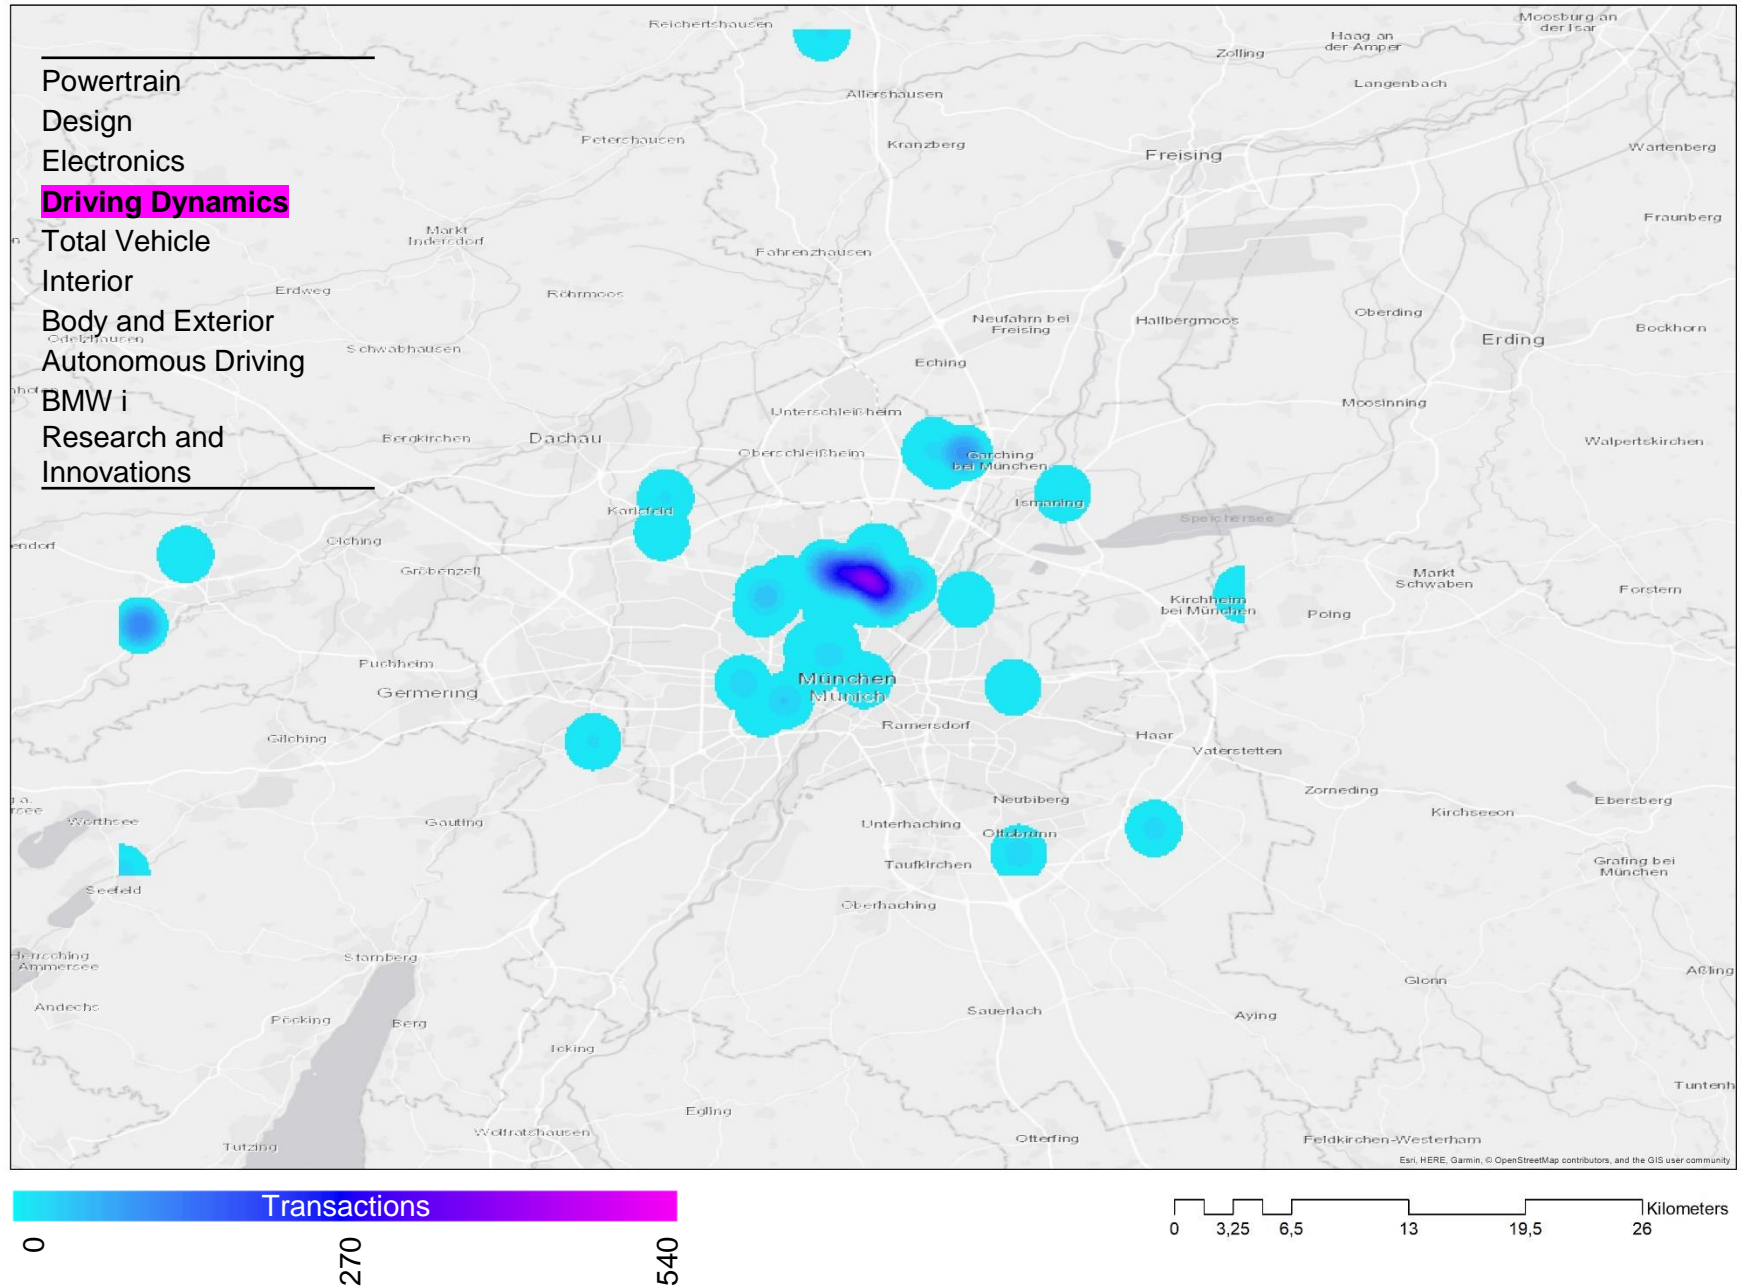 Reichertshausen
Moosburg an
der Isar
Haag an
der Amper
Zolling
Powertrain
Langenbach
Allershausen
Design
Petershausen
Kranzberg
Wartenberg
Freising
Electronics
Driving Dynamics
Fraunberg
Markt
Indersdorf
Total Vehicle
Fahrenzhausen
Interior
Erdweg
Röhrmoos
Neufahrn bei
Freising
Hallbergmoos
Oberding
Bockhorn
Body and Exterior
Odelzhausen
Schwabhausen
Erding
Autonomous Driving
Eching
BMW i
Moosinning
Unterschleißheim
Research and
Innovations
Bergkirchen
Dachau
Walpertskirchen
Oberschleißheim
Garching
bei München
Karlsfeld
Ismaning
Speichersee
endorf
Olching
Gröbenzell
Markt
Schwaben
Forstern
Kirchheim
bei München
Poing
Puchheim
Germering
München
Munich
Ramersdorf
Gilching
Haar
Vaterstetten
Zorneding
Neubiberg
Kirchseeon
Ebersberg
Wörthsee
Gauting
Unterhaching
Ottobrunn
Taufkirchen
Grafing bei
München
Seefeld
Oberhaching
Herrsching
Ammersee
Starnberg
Aßling
Glonn
Andechs
Pöcking
Berg
Sauerlach
Aying
Icking
Tuntenh
Egling
Wolfratshausen
Otterfing
Feldkirchen-Westerham
Tutzing
Esri, HERE, Garmin, © OpenStreetMap contributors, and the GIS user community
Transactions
0 270 540
Kilometers
0 3,25 6,5 13 19,5 26